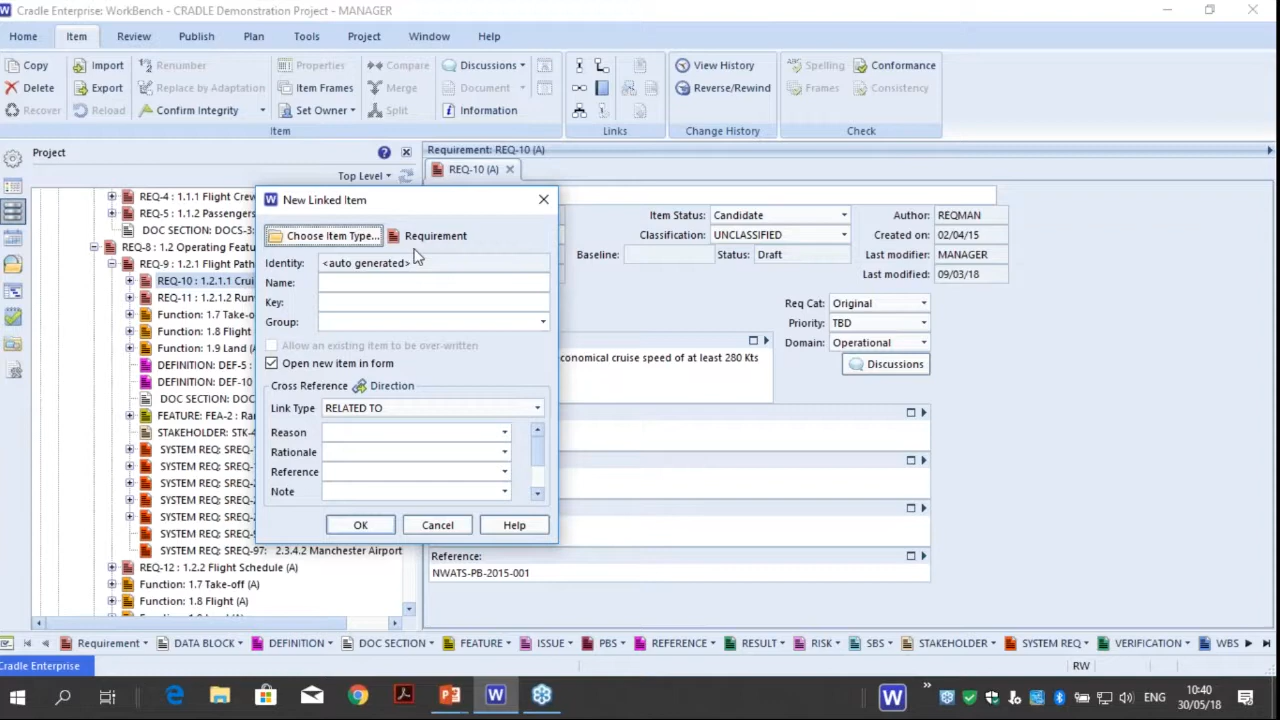 Cradle Enterprise: WorkBench - CRADLE Demonstration Project - MANAGER
Home Item Review Publish Plan Tools Project Window Help
Copy Import Renumber Properties Compare Discussions View History Spelling Conformance
Delete Export Replace by Adaptation Item Frames Merge Document Reverse/Rewind Frames Consistency
Recover Reload Confirm Integrity Set Owner Split Information
Item Links Change History Check
Project
Top Level
REQ-4 : 1.1.1 Flight Crew
REQ-5 : 1.1.2 Passengers
DOC SECTION: DOCS-3:
REQ-8 : 1.2 Operating Featu
REQ-9 : 1.2.1 Flight Path
REQ-10 : 1.2.1.1 Crui
REQ-11 : 1.2.1.2 Run
Function: 1.7 Take-o
Function: 1.8 Flight
Function: 1.9 Land (A
DEFINITION: DEF-5 :
DEFINITION: DEF-10
DOC SECTION: DOC
FEATURE: FEA-2 : Ra
STAKEHOLDER: STK-4
SYSTEM REQ: SREQ-
SYSTEM REQ: SREQ-
SYSTEM REQ: SREQ-
SYSTEM REQ: SREQ-
SYSTEM REQ: SREQ-
SYSTEM REQ: SREQ-9
SYSTEM REQ: SREQ-97: 2.3.4.2 Manchester Airport
REQ-12 : 1.2.2 Flight Schedule (A)
Function: 1.7 Take-off (A)
Function: 1.8 Flight (A)
New Linked Item
Choose Item Type... Requirement
Identity: <auto generated>
Name:
Key:
Group:
Allow an existing item to be over-written
Open new item in form
Cross Reference Direction
Link Type RELATED TO
Reason
Rationale
Reference
Note
OK Cancel Help
Requirement: REQ-10 (A)
REQ-10 (A)
Item Status: Candidate Author: REQMAN
Classification: UNCLASSIFIED Created on: 02/04/15
Baseline: Status: Draft Last modifier: MANAGER
Last modified: 09/03/18
Req Cat: Original
Priority: TBD
Domain: Operational
Discussions
conomical cruise speed of at least 280 Kts
Reference:
NWATS-PB-2015-001
Requirement DATA BLOCK DEFINITION DOC SECTION FEATURE ISSUE PBS REFERENCE RESULT RISK SBS STAKEHOLDER SYSTEM REQ VERIFICATION WBS
Cradle Enterprise RW
ENG 10:40
30/05/18